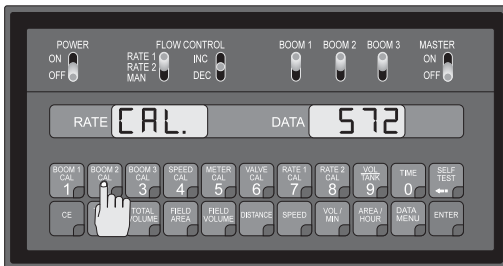 POWER FLOW CONTROL BOOM 1 BOOM 2 BOOM 3 MASTER
ON RATE 1 INC ON
RATE 2
OFF MAN DEC OFF
RATE CAL. DATA 572
BOOM 1 BOOM 2 BOOM 3 SPEED METER VALVE RATE 1 RATE 2 VOL TIME SELF
CAL CAL CAL CAL CAL CAL CAL CAL TANK TEST
1 3 4 5 6 7 8 9 0
CE TOTAL FIELD FIELD DISTANCE SPEED VOL / AREA / DATA ENTER
VOLUME AREA VOLUME MIN HOUR MENU